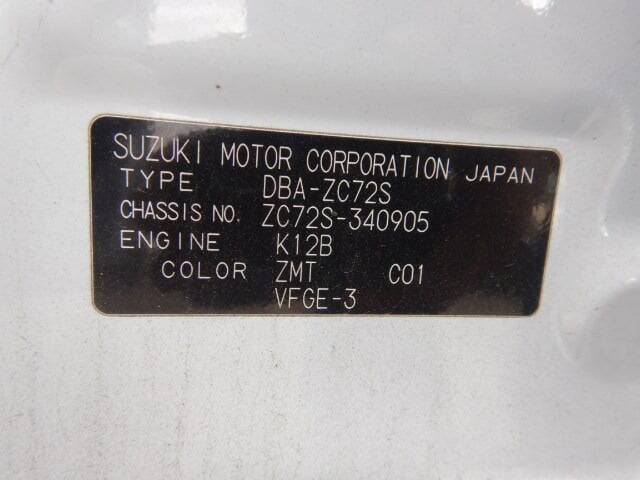 SUZUKI MOTOR CORPORATION JAPAN
TYPE DBA-ZC72S
CHASSIS NO. ZC72S-340905
ENGINE K12B
COLOR ZMT C01
VFGE-3